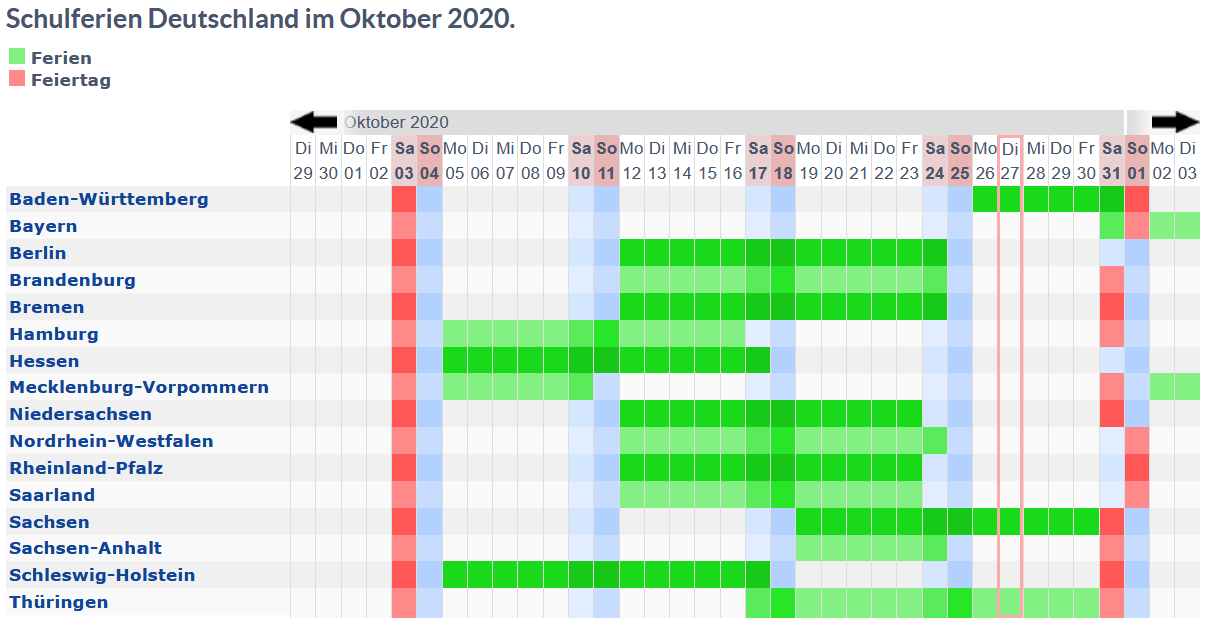 Schulferien Deutschland im Oktober 2020.
Ferien
Feiertag
Oktober 2020
Di Mi Do Fr Sa So Mo Di Mi Do Fr Sa So Mo Di Mi Do Fr Sa So Mo Di Mi Do Fr Sa So Mo Di Mi Do Fr Sa So Mo Di
29 30 01 02 03 04 05 06 07 08 09 10 11 12 13 14 15 16 17 18 19 20 21 22 23 24 25 26 27 28 29 30 31 01 02 03
Baden-Württemberg
Bayern
Berlin
Brandenburg
Bremen
Hamburg
Hessen
Mecklenburg-Vorpommern
Niedersachsen
Nordrhein-Westfalen
Rheinland-Pfalz
Saarland
Sachsen
Sachsen-Anhalt
Schleswig-Holstein
Thüringen